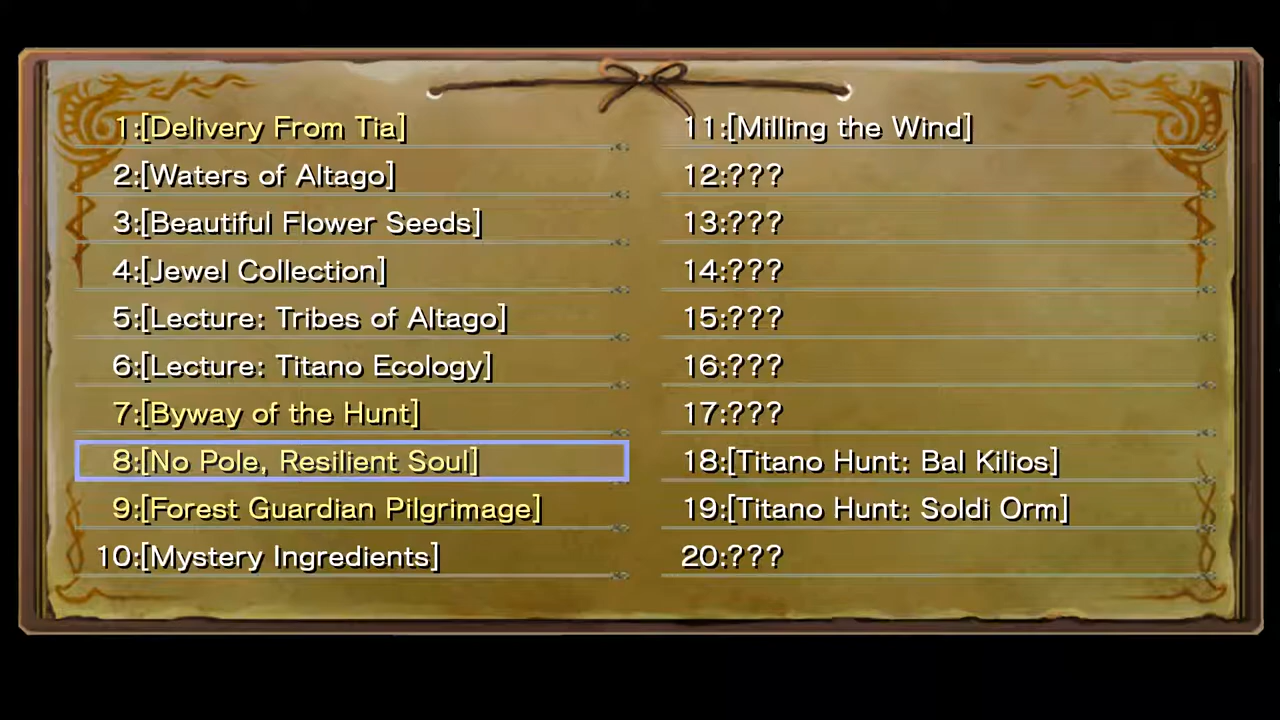 1:[Delivery From Tia]
2:[Waters of Altago]
3:[Beautiful Flower Seeds]
4:[Jewel Collection]
5:[Lecture: Tribes of Altago]
6:[Lecture: Titano Ecology]
7:[Byway of the Hunt]
8:[No Pole, Resilient Soul]
9:[Forest Guardian Pilgrimage]
10:[Mystery Ingredients]
11:[Milling the Wind]
12:???
13:???
14:???
15:???
16:???
17:???
18:[Titano Hunt: Bal Kilios]
19:[Titano Hunt: Soldi Orm]
20:???